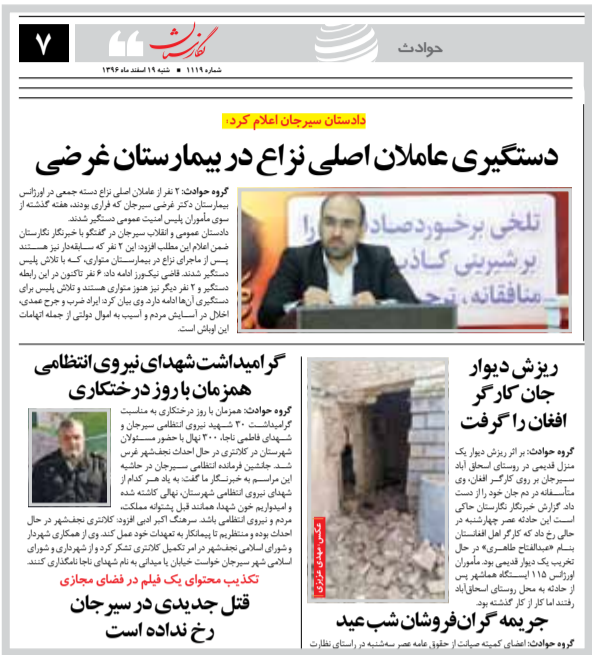 حوادث
نگارستان
۷
شماره ۱۱۱۹ ■ شنبه ۱۹ اسفند ماه ۱۳۹۶
دادستان سیرجان اعلام کرد؛
دستگیری عاملان اصلی نزاع در بیمارستان غرضی
گروه حوادث: ۲ نفر از عاملان اصلی نزاع دسته جمعی در اورژانس
بیمارستان دکتر غرضی سیرجان که فراری بودند، هفته گذشته از
سوی مأموران پلیس امنیت عمومی دستگیر شدند.
دادستان عمومی و انقلاب سیرجان در گفتگو با خبرنگار نگارستان
ضمن اعلام این مطلب افزود: این ۲ نفر که سابقه‌دار نیز هستند
پس از ماجرای نزاع در بیمارستان متواری، که با تلاش پلیس
دستگیر شدند. قاضی نیک‌ورز ادامه داد: ۶ نفر تاکنون در این رابطه
دستگیر و ۲ نفر دیگر نیز هنوز متواری هستند و تلاش پلیس برای
دستگیری آن‌ها ادامه دارد. وی بیان کرد: ایراد ضرب و جرح عمدی،
اخلال در آسایش مردم و آسیب به اموال دولتی از جمله اتهامات
این اوباش است.
تلخی برخورد صادقانه را
بر شیرینی کاذب
منافقانه، ترج
ریزش دیوار
جان کارگر
افغان را گرفت
گروه حوادث: بر اثر ریزش دیوار یک
منزل قدیمی در روستای اسحاق آباد
سیرجان بر روی کارگر افغان، وی
متأسفانه در دم جان خود را از دست
داد. گزارش خبرنگار نگارستان حاکی
است این حادثه عصر چهارشنبه در
حالی رخ داد که کارگر اهل افغانستان
بنام «عبدالفتاح طاهری» در حال
تخریب یک دیوار قدیمی بود. مأموران
اورژانس ۱۱۵ ایستگاه هماشهر پس
از حادثه به محل روستای اسحاق‌آباد
رفتند اما کار از کار گذشته بود.
عکس: مهدی عزیزی
جریمه گران‌فروشان شب عید
گروه حوادث: اعضای کمیته صیانت از حقوق عامه عصر سه‌شنبه در راستای نظارت
گرامیداشت شهدای نیروی انتظامی
همزمان با روز درختکاری
گروه حوادث: همزمان با روز درختکاری به مناسبت
گرامیداشت ۳۰ شهید نیروی انتظامی سیرجان و
شهدای فاطمی ناجا، ۳۰۰ نهال با حضور مسئولان
شهرستان در کلانتری در حال احداث نجف‌شهر غرس
شد. جانشین فرمانده انتظامی سیرجان در حاشیه
این مراسم به خبرنگار ما گفت: به یاد هر کدام از
شهدای نیروی انتظامی شهرستان، نهالی کاشته شده
و امیدواریم خون شهدا، همانند قبل پشتوانه مملکت،
مردم و نیروی انتظامی باشد. سرهنگ اکبر ادبی افزود: کلانتری نجف‌شهر در حال
احداث بوده و منتظریم تا پیمانکار به تعهدات خود عمل کند. وی از همکاری شهردار
و شورای اسلامی نجف‌شهر در امر تکمیل کلانتری تشکر کرد و از شهرداری و شورای
اسلامی شهر سیرجان خواست خیابان یا میدانی به نام شهدای ناجا نامگذاری کنند.
تکذیب محتوای یک فیلم در فضای مجازی
قتل جدیدی در سیرجان
رخ نداده است